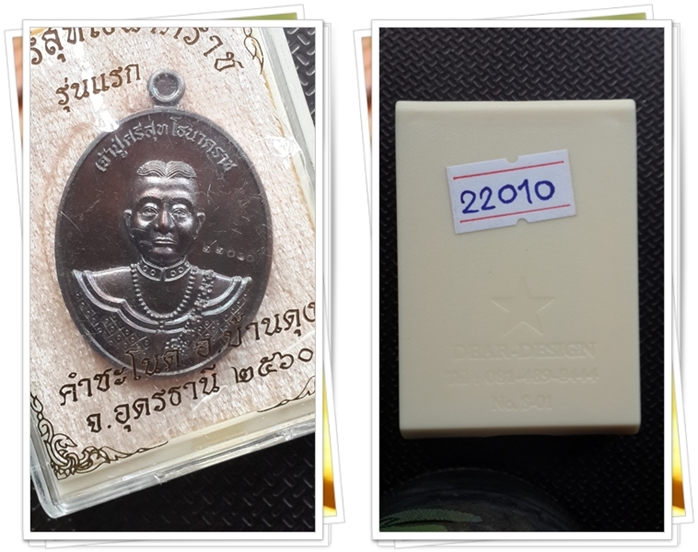 รุ่นแรก
เจ้าปู่ศรีสุทโธนาคราช
๒๒๐๑๐
คำชะโนด อ.บ้านดุง
จ.อุดรธานี ๒๕๖๐
22010
DESIGN
No. S-01